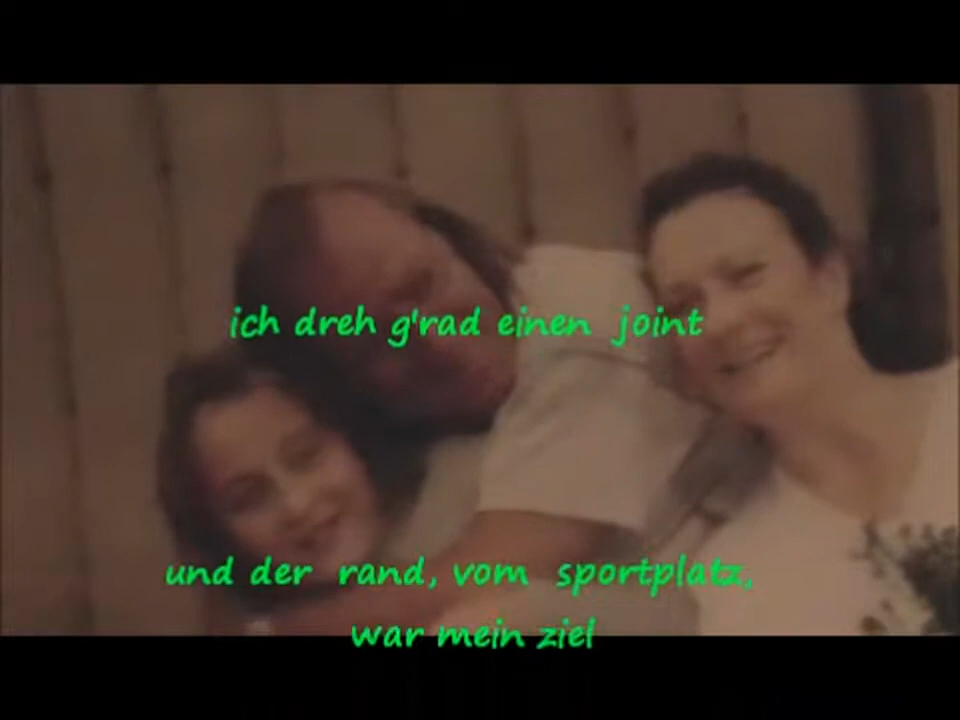 ich dreh g'rad einen joint
und der rand, vom sportplatz,
war mein ziel